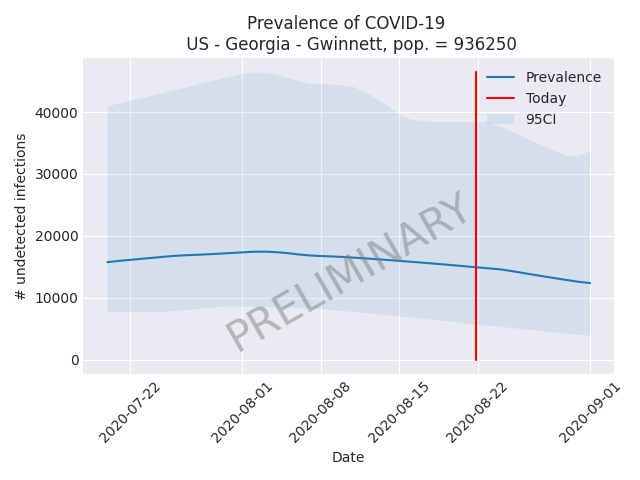 Prevalence of COVID-19
US - Georgia - Gwinnett, pop. = 936250
Prevalence
Today
95CI
40000
30000
20000
10000
0
# undetected infections
PRELIMINARY
2020-07-22
2020-08-01
2020-08-08
2020-08-15
2020-08-22
2020-09-01
Date